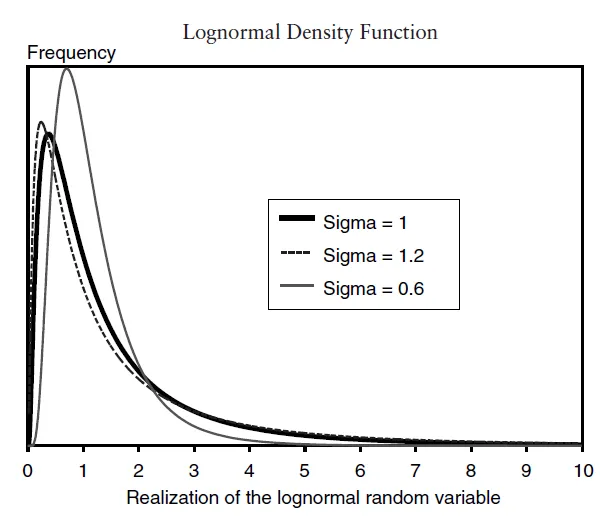 Lognormal Density Function
Frequency
Sigma = 1
Sigma = 1.2
Sigma = 0.6
0 1 2 3 4 5 6 7 8 9 10
Realization of the lognormal random variable